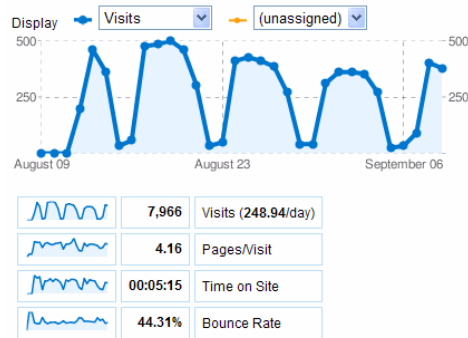 Display Visits (unassigned)
500 500
250 250
August 09 August 23 September 06
7,966 Visits (248.94/day)
4.16 Pages/Visit
00:05:15 Time on Site
44.31% Bounce Rate